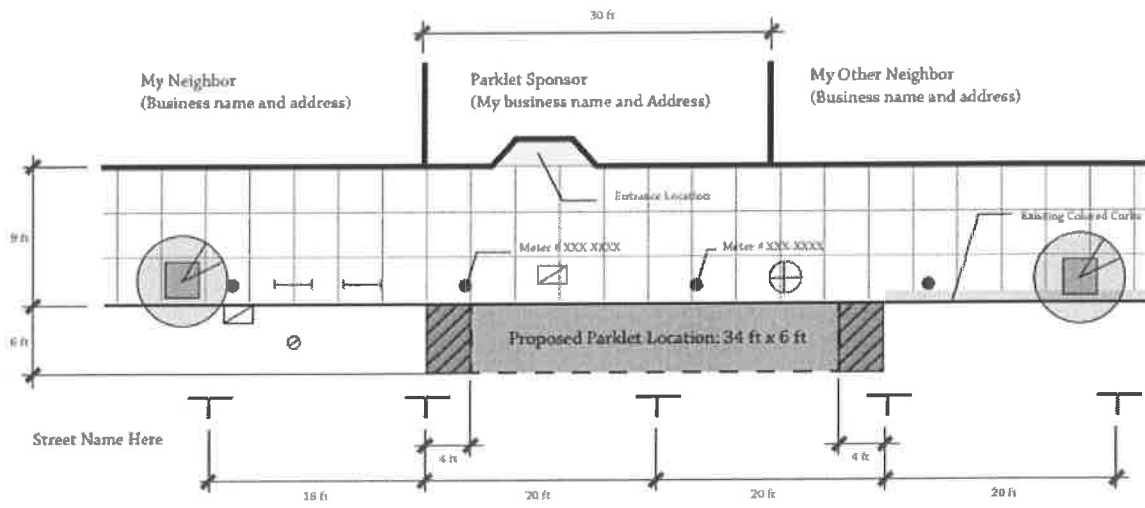 30 ft
My Neighbor
(Business name and address)
Parklet Sponsor
(My business name and Address)
My Other Neighbor
(Business name and address)
Entrance Location
Existing Colored Curbs
9 ft
Meter # XXX XXXX
Meter # XXX XXXX
6 ft
Proposed Parklet Location: 34 ft x 6 ft
Street Name Here
4 ft
4 ft
18 ft
20 ft
20 ft
20 ft